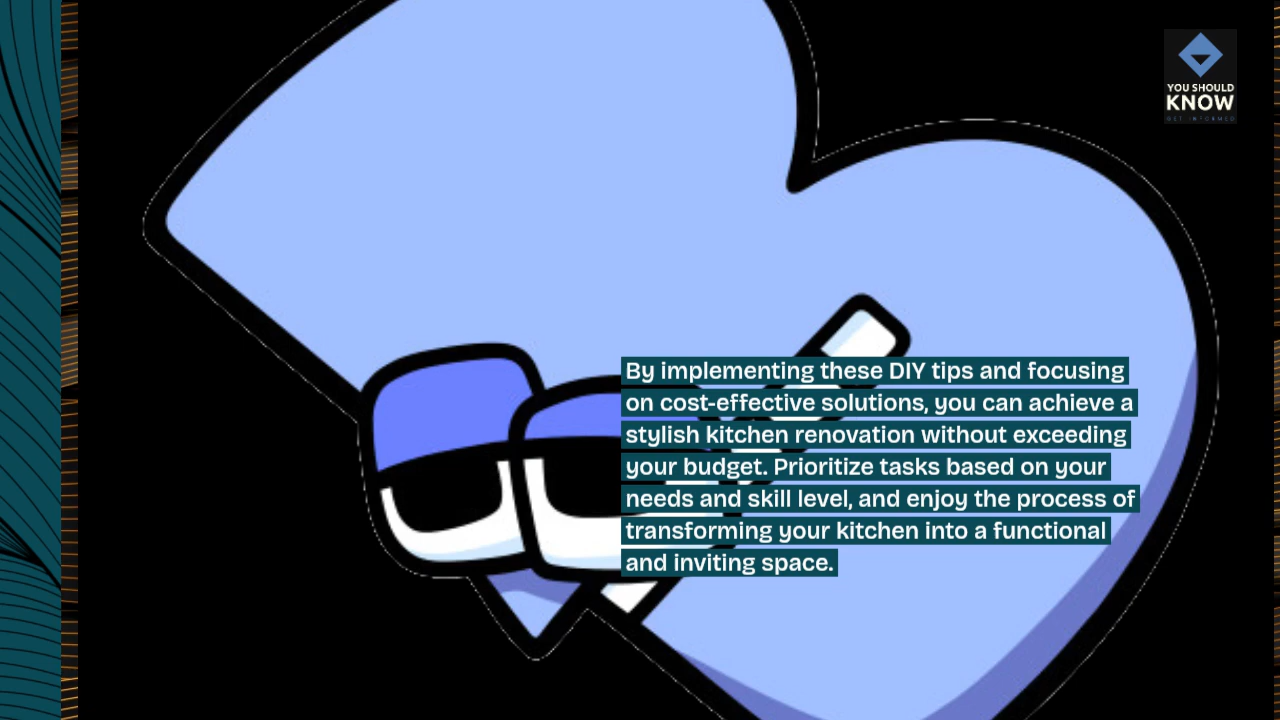 YOU SHOULD
KNOW
GET INFORMED
By implementing these DIY tips and focusing
on cost-effective solutions, you can achieve a
stylish kitchen renovation without exceeding
your budget. Prioritize tasks based on your
needs and skill level, and enjoy the process of
transforming your kitchen into a functional
and inviting space.